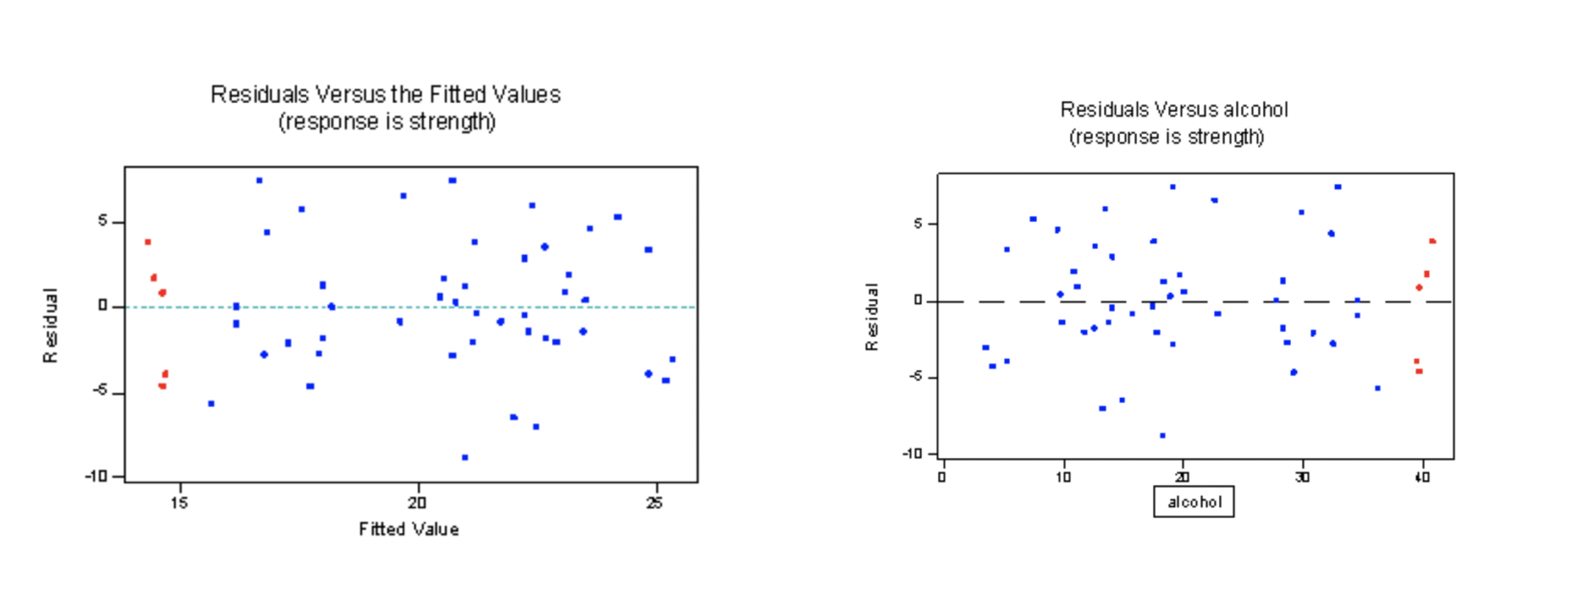 Residuals Versus the Fitted Values
(response is strength)
5
0
-5
-10
Residual
15
20
25
Fitted Value
Residuals Versus alcohol
(response is strength)
5
0
-5
-10
Residual
0
10
20
30
40
alcohol